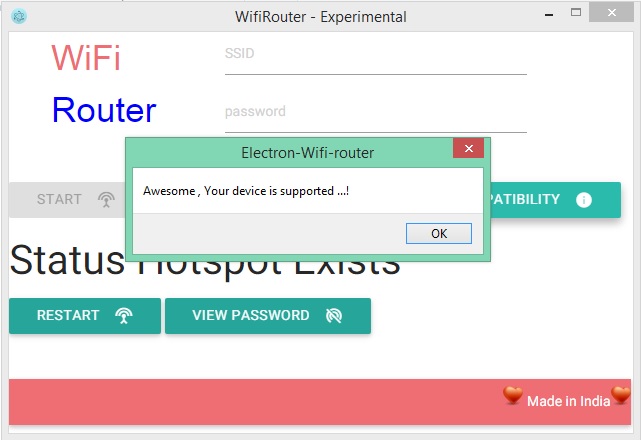 WifiRouter - Experimental
WiFi
SSID
Router
password
Electron-Wifi-router
Awesome , Your device is supported ...!
OK
START
PATIBILITY
Status Hotspot Exists
RESTART
VIEW PASSWORD
Made in India